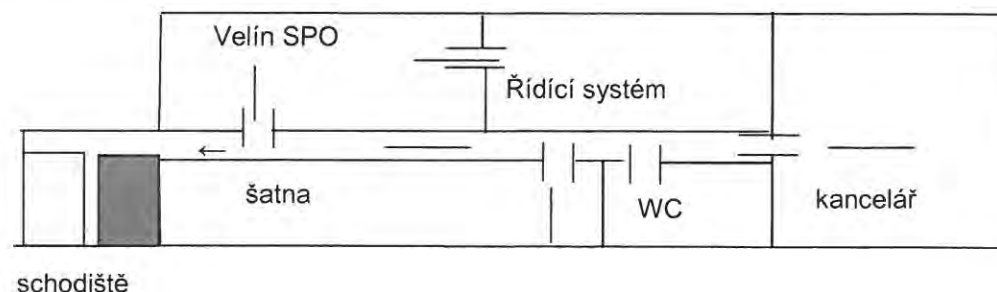 Velín SPO
Řídící systém
←
šatna
WC
kancelář
schodiště